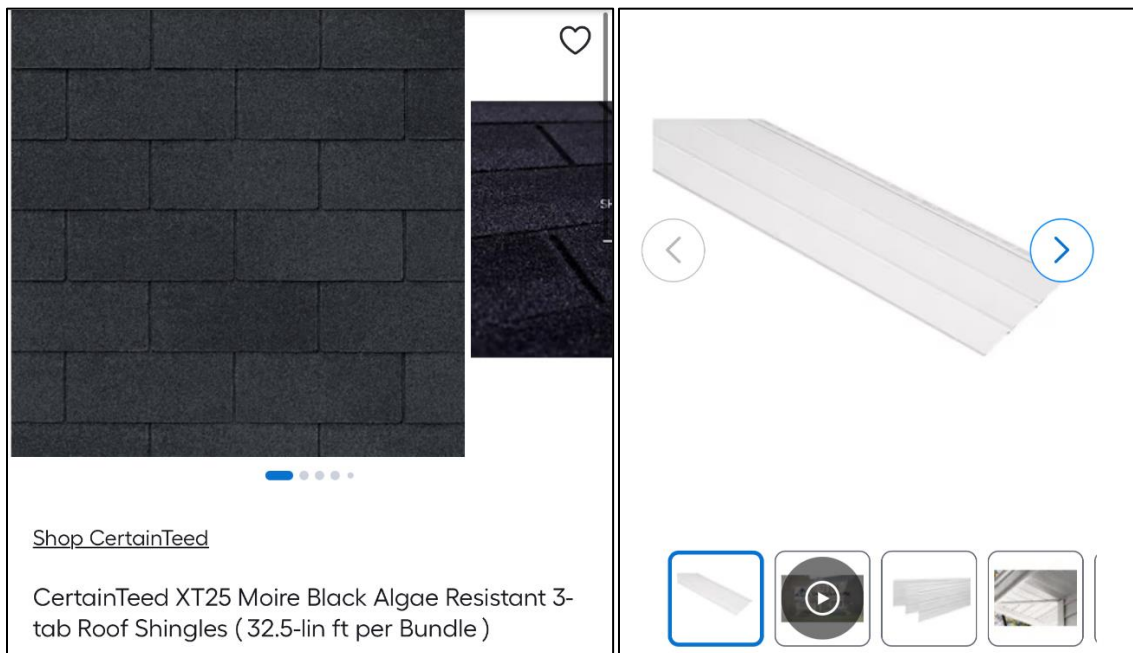 Shop CertainTeed
CertainTeed XT25 Moire Black Algae Resistant 3-
tab Roof Shingles ( 32.5-lin ft per Bundle )